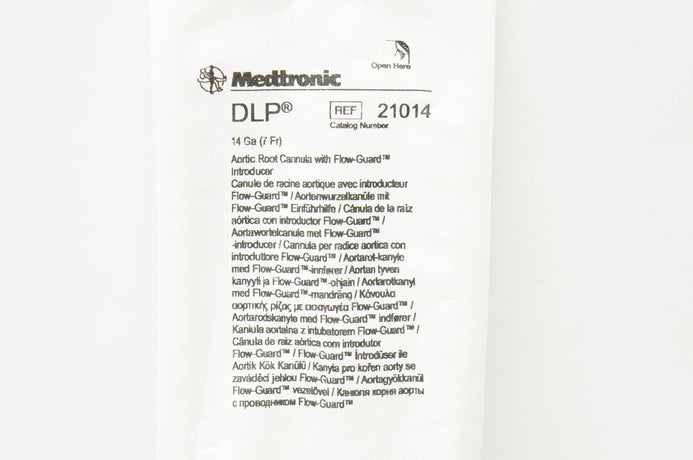 Open Here
Medtronic
DLP® REF 21014
Catalog Number
14 Ga (7 Fr)
Aortic Root Cannula with Flow-Guard™
Introducer
Canule de racine aortique avec introducteur
Flow-Guard™ / Aortenwurzelkanüle mit
Flow-Guard™ Einführhilfe / Cánula de la raíz
aórtica con introductor Flow-Guard™ /
Aortawortelcanule met Flow-Guard™
-introducer / Cannula per radice aortica con
introduttore Flow-Guard™ / Aortarot-kanyle
med Flow-Guard™-innfører / Aortan tyven
kanyyli ja Flow-Guard™-ohjain / Aortarotkanyl
med Flow-Guard™-mandräng / Κάνουλα
αορτικής ρίζας με εισαγωγέα Flow-Guard™ /
Aortarodskanyle med Flow-Guard™ indfører /
Kaniula aortalna z intubatorem Flow-Guard™ /
Cânula de raiz aórtica com introdutor
Flow-Guard™ / Flow-Guard™ Introdüser ile
Aortik Kök Kanülü / Kanyla pro kořen aorty se
zaváděcí jehlou Flow-Guard™ / Aortagyökkanül
Flow-Guard™ vezetővel / Канюля корня аорты
с проводником Flow-Guard™